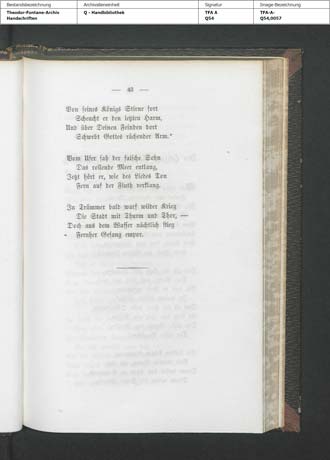 Bestandsbezeichnung
Theodor-Fontane-Archiv
Handschriften
Archiveinheit
Q - Handbibliothek
Signatur
TFA A
Q54
Image-Bezeichnung
TFA-A-
Q54,0057
— 43 —
Von seines Königs Stirne fort
Scheucht er den letzten Harm,
Und über Deinen Feinden dort
Schwebt Gottes rächender Arm."
Vom Ufer sah der falsche Sohn
Das rollende Meer entlang,
Jetzt hört er, wie des Liedes Ton
Fern auf der Fluth verklang.
In Trümmer bald warf wilder Krieg
Die Stadt mit Thurm und Thor, —
Doch aus dem Wasser nächtlich stieg
Fernher Gesang empor.